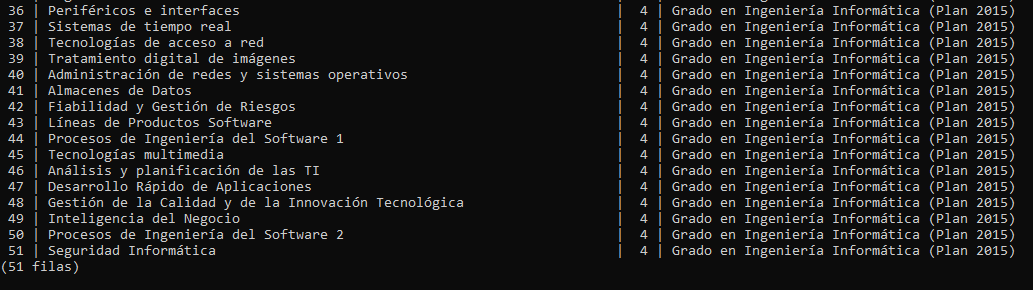 36 | Periféricos e interfaces | 4 | Grado en Ingeniería Informática (Plan 2015)
37 | Sistemas de tiempo real | 4 | Grado en Ingeniería Informática (Plan 2015)
38 | Tecnologías de acceso a red | 4 | Grado en Ingeniería Informática (Plan 2015)
39 | Tratamiento digital de imágenes | 4 | Grado en Ingeniería Informática (Plan 2015)
40 | Administración de redes y sistemas operativos | 4 | Grado en Ingeniería Informática (Plan 2015)
41 | Almacenes de Datos | 4 | Grado en Ingeniería Informática (Plan 2015)
42 | Fiabilidad y Gestión de Riesgos | 4 | Grado en Ingeniería Informática (Plan 2015)
43 | Líneas de Productos Software | 4 | Grado en Ingeniería Informática (Plan 2015)
44 | Procesos de Ingeniería del Software 1 | 4 | Grado en Ingeniería Informática (Plan 2015)
45 | Tecnologías multimedia | 4 | Grado en Ingeniería Informática (Plan 2015)
46 | Análisis y planificación de las TI | 4 | Grado en Ingeniería Informática (Plan 2015)
47 | Desarrollo Rápido de Aplicaciones | 4 | Grado en Ingeniería Informática (Plan 2015)
48 | Gestión de la Calidad y de la Innovación Tecnológica | 4 | Grado en Ingeniería Informática (Plan 2015)
49 | Inteligencia del Negocio | 4 | Grado en Ingeniería Informática (Plan 2015)
50 | Procesos de Ingeniería del Software 2 | 4 | Grado en Ingeniería Informática (Plan 2015)
51 | Seguridad Informática | 4 | Grado en Ingeniería Informática (Plan 2015)
(51 filas)